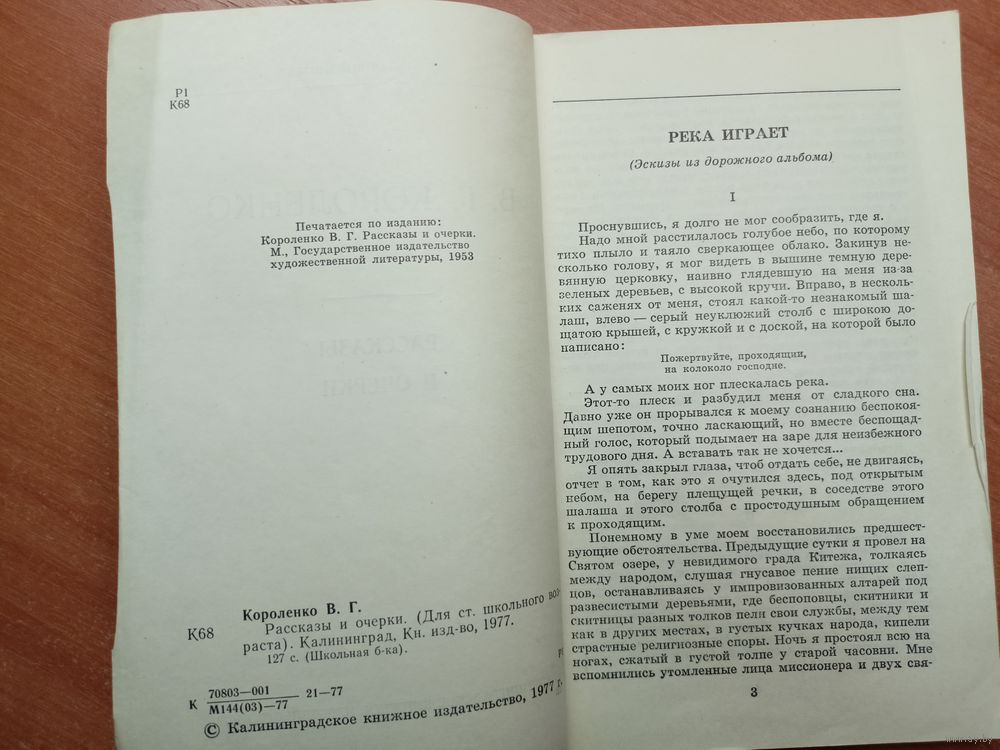 Р1
К68
Печатается по изданию:
Короленко В. Г. Рассказы и очерки.
М., Государственное издательство
художественной литературы, 1953
Короленко В. Г.
К68
Рассказы и очерки. (Для ст. школьного воз-
раста). Калининград, Кн. изд-во, 1977.
127 с. (Школьная б-ка).
К 70803—001
М144(03)—77
21—77
© Калининградское книжное издательство, 1977 г.
РЕКА ИГРАЕТ
(Эскизы из дорожного альбома)
I
Проснувшись, я долго не мог сообразить, где я.
Надо мной расстилалось голубое небо, по которому
тихо плыло и таяло сверкающее облако. Закинув не-
сколько голову, я мог видеть в вышине темную дере-
вянную церковку, наивно глядевшую на меня из-за
зеленых деревьев, с высокой кручи. Вправо, в несколь-
ких саженях от меня, стоял какой-то незнакомый ша-
лаш, влево — серый неуклюжий столб с широкою до-
щатою крышей, с кружкой и с доской, на которой было
написано:
Пожертвуйте, проходящии,
на колоколо господне.
А у самых моих ног плескалась река.
Этот-то плеск и разбудил меня от сладкого сна.
Давно уже он прорывался к моему сознанию беспокоя-
щим шепотом, точно ласкающий, но вместе беспощад-
ный голос, который подымает на заре для неизбежного
трудового дня. А вставать так не хочется...
Я опять закрыл глаза, чтоб отдать себе, не двигаясь,
отчет в том, как это я очутился здесь, под открытым
небом, на берегу плещущей речки, в соседстве этого
шалаша и этого столба с простодушным обращением
к проходящим.
Понемному в уме моем восстановились предшест-
вующие обстоятельства. Предыдущие сутки я провел на
Святом озере, у невидимого града Китежа, толкаясь
между народом, слушая гнусавое пение нищих слеп-
цов, останавливаясь у импровизованных алтарей под
развесистыми деревьями, где беспоповцы, скитники и
скитницы разных толков пели свои службы, между тем
как в других местах, в густых кучках народа, кипели
страстные религиозные споры. Ночь я простоял всю на
ногах, сжатый в густой толпе у старой часовни. Мне
вспомнились утомленные лица миссионера и двух свя-
3